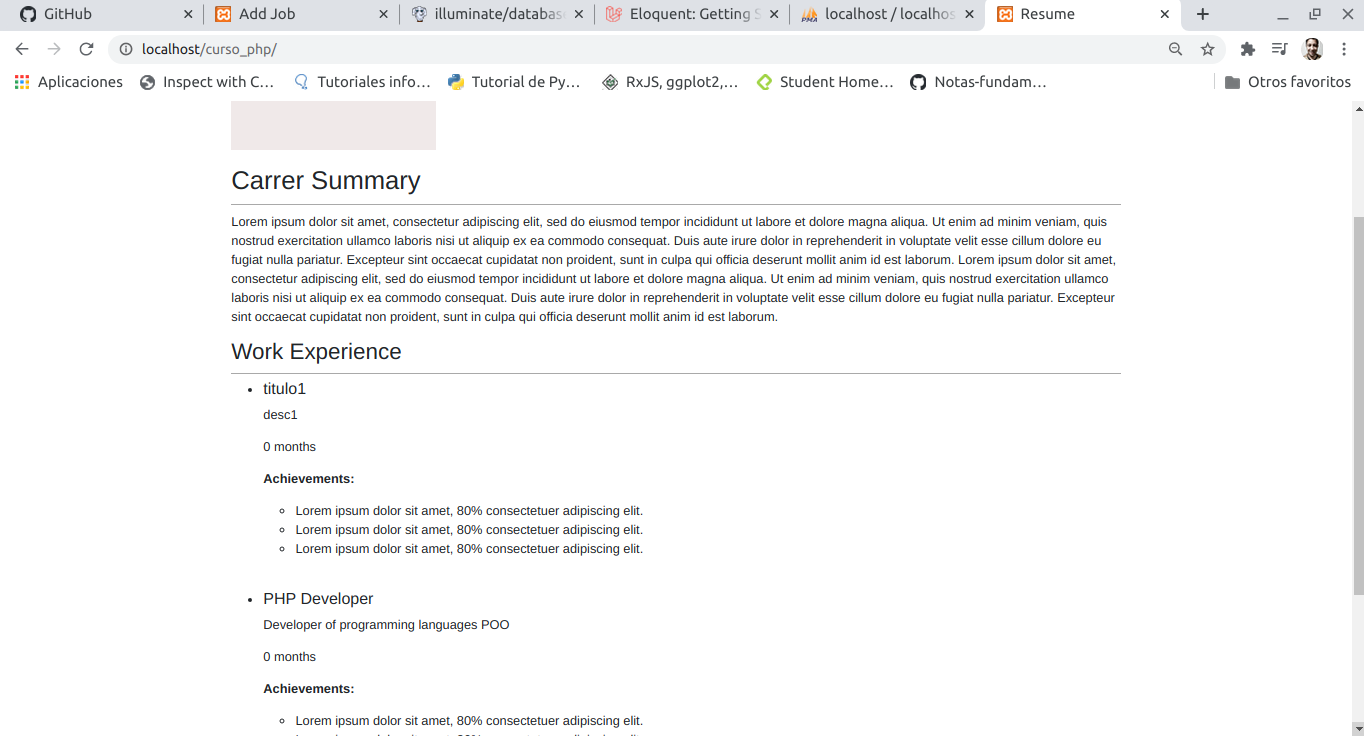 GitHub
Add Job
illuminate/databas
Eloquent: Getting S
localhost / localhos
Resume
localhost/curso_php/
Aplicaciones
Inspect with C...
Tutoriales info...
Tutorial de Py...
RxJS, ggplot2,...
Student Home...
Notas-fundam...
Otros favoritos
Carrer Summary
Lorem ipsum dolor sit amet, consectetur adipiscing elit, sed do eiusmod tempor incididunt ut labore et dolore magna aliqua. Ut enim ad minim veniam, quis
nostrud exercitation ullamco laboris nisi ut aliquip ex ea commodo consequat. Duis aute irure dolor in reprehenderit in voluptate velit esse cillum dolore eu
fugiat nulla pariatur. Excepteur sint occaecat cupidatat non proident, sunt in culpa qui officia deserunt mollit anim id est laborum. Lorem ipsum dolor sit amet,
consectetur adipiscing elit, sed do eiusmod tempor incididunt ut labore et dolore magna aliqua. Ut enim ad minim veniam, quis nostrud exercitation ullamco
laboris nisi ut aliquip ex ea commodo consequat. Duis aute irure dolor in reprehenderit in voluptate velit esse cillum dolore eu fugiat nulla pariatur. Excepteur
sint occaecat cupidatat non proident, sunt in culpa qui officia deserunt mollit anim id est laborum.
Work Experience
titulo1
desc1
0 months
Achievements:
Lorem ipsum dolor sit amet, 80% consectetuer adipiscing elit.
Lorem ipsum dolor sit amet, 80% consectetuer adipiscing elit.
Lorem ipsum dolor sit amet, 80% consectetuer adipiscing elit.
PHP Developer
Developer of programming languages POO
0 months
Achievements:
Lorem ipsum dolor sit amet, 80% consectetuer adipiscing elit.